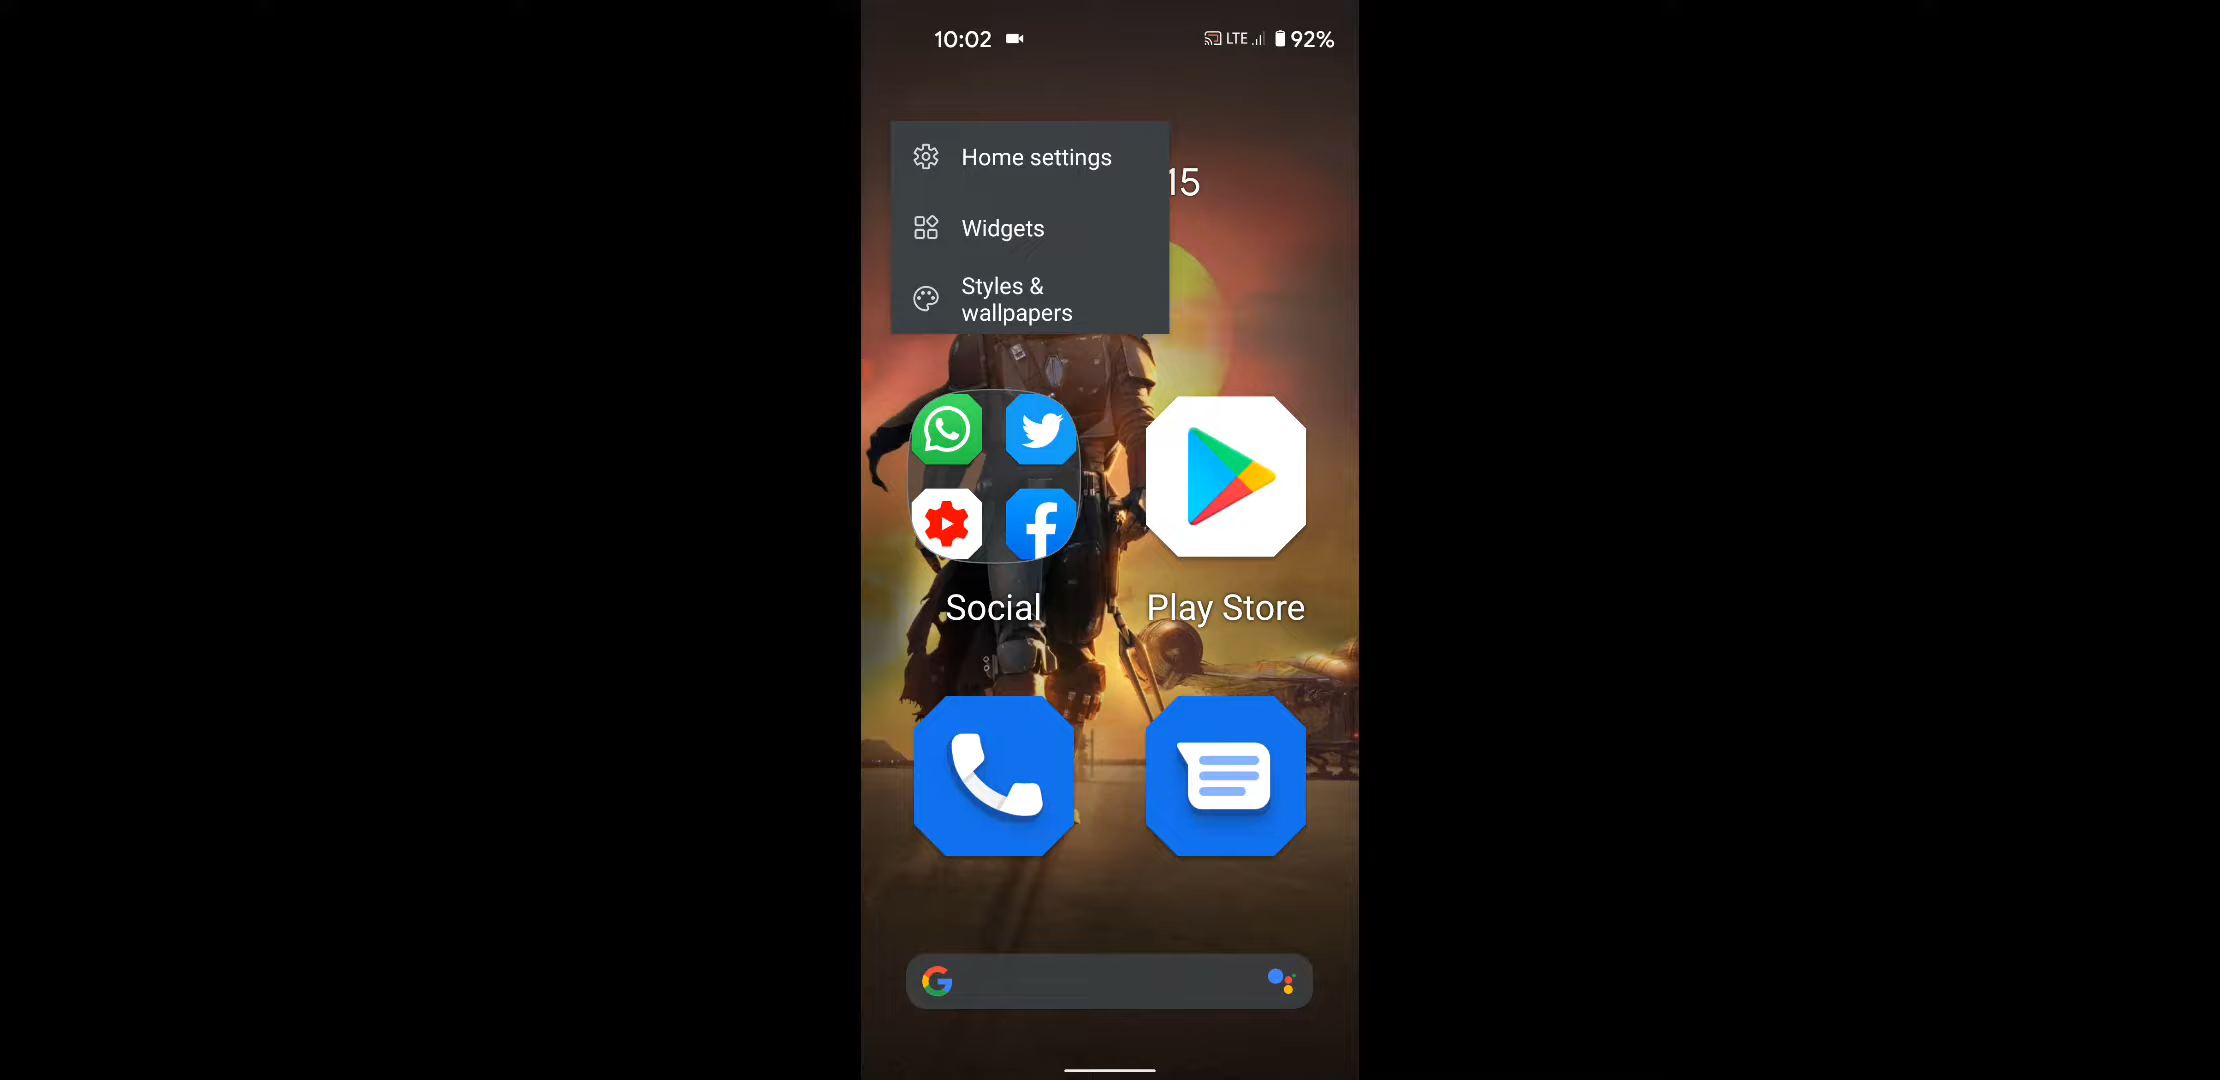 10:02 LTE 92%
Home settings
15
Widgets
Styles &
wallpapers
Social Play Store